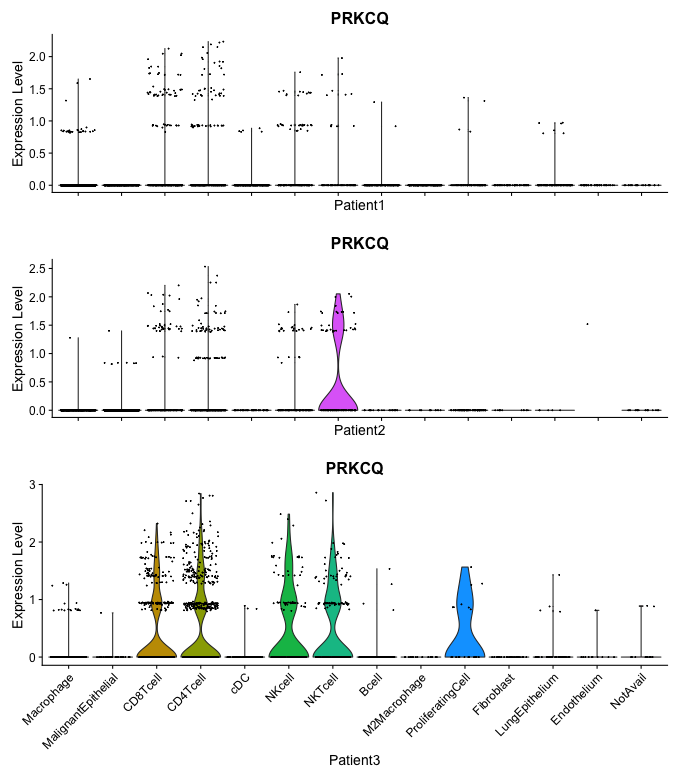 PRKCQ
Expression Level
2.0
1.5
1.0
0.5
0.0
Patient1
PRKCQ
Expression Level
2.5
2.0
1.5
1.0
0.5
0.0
Patient2
PRKCQ
Expression Level
3
2
1
0
Macrophage
MalignantEpithelial
CD8Tcell
CD4Tcell
cDC
NKcell
NKTcell
Bcell
M2Macrophage
ProliferatingCell
Fibroblast
LungEpithelium
Endothelium
NotAvail
Patient3